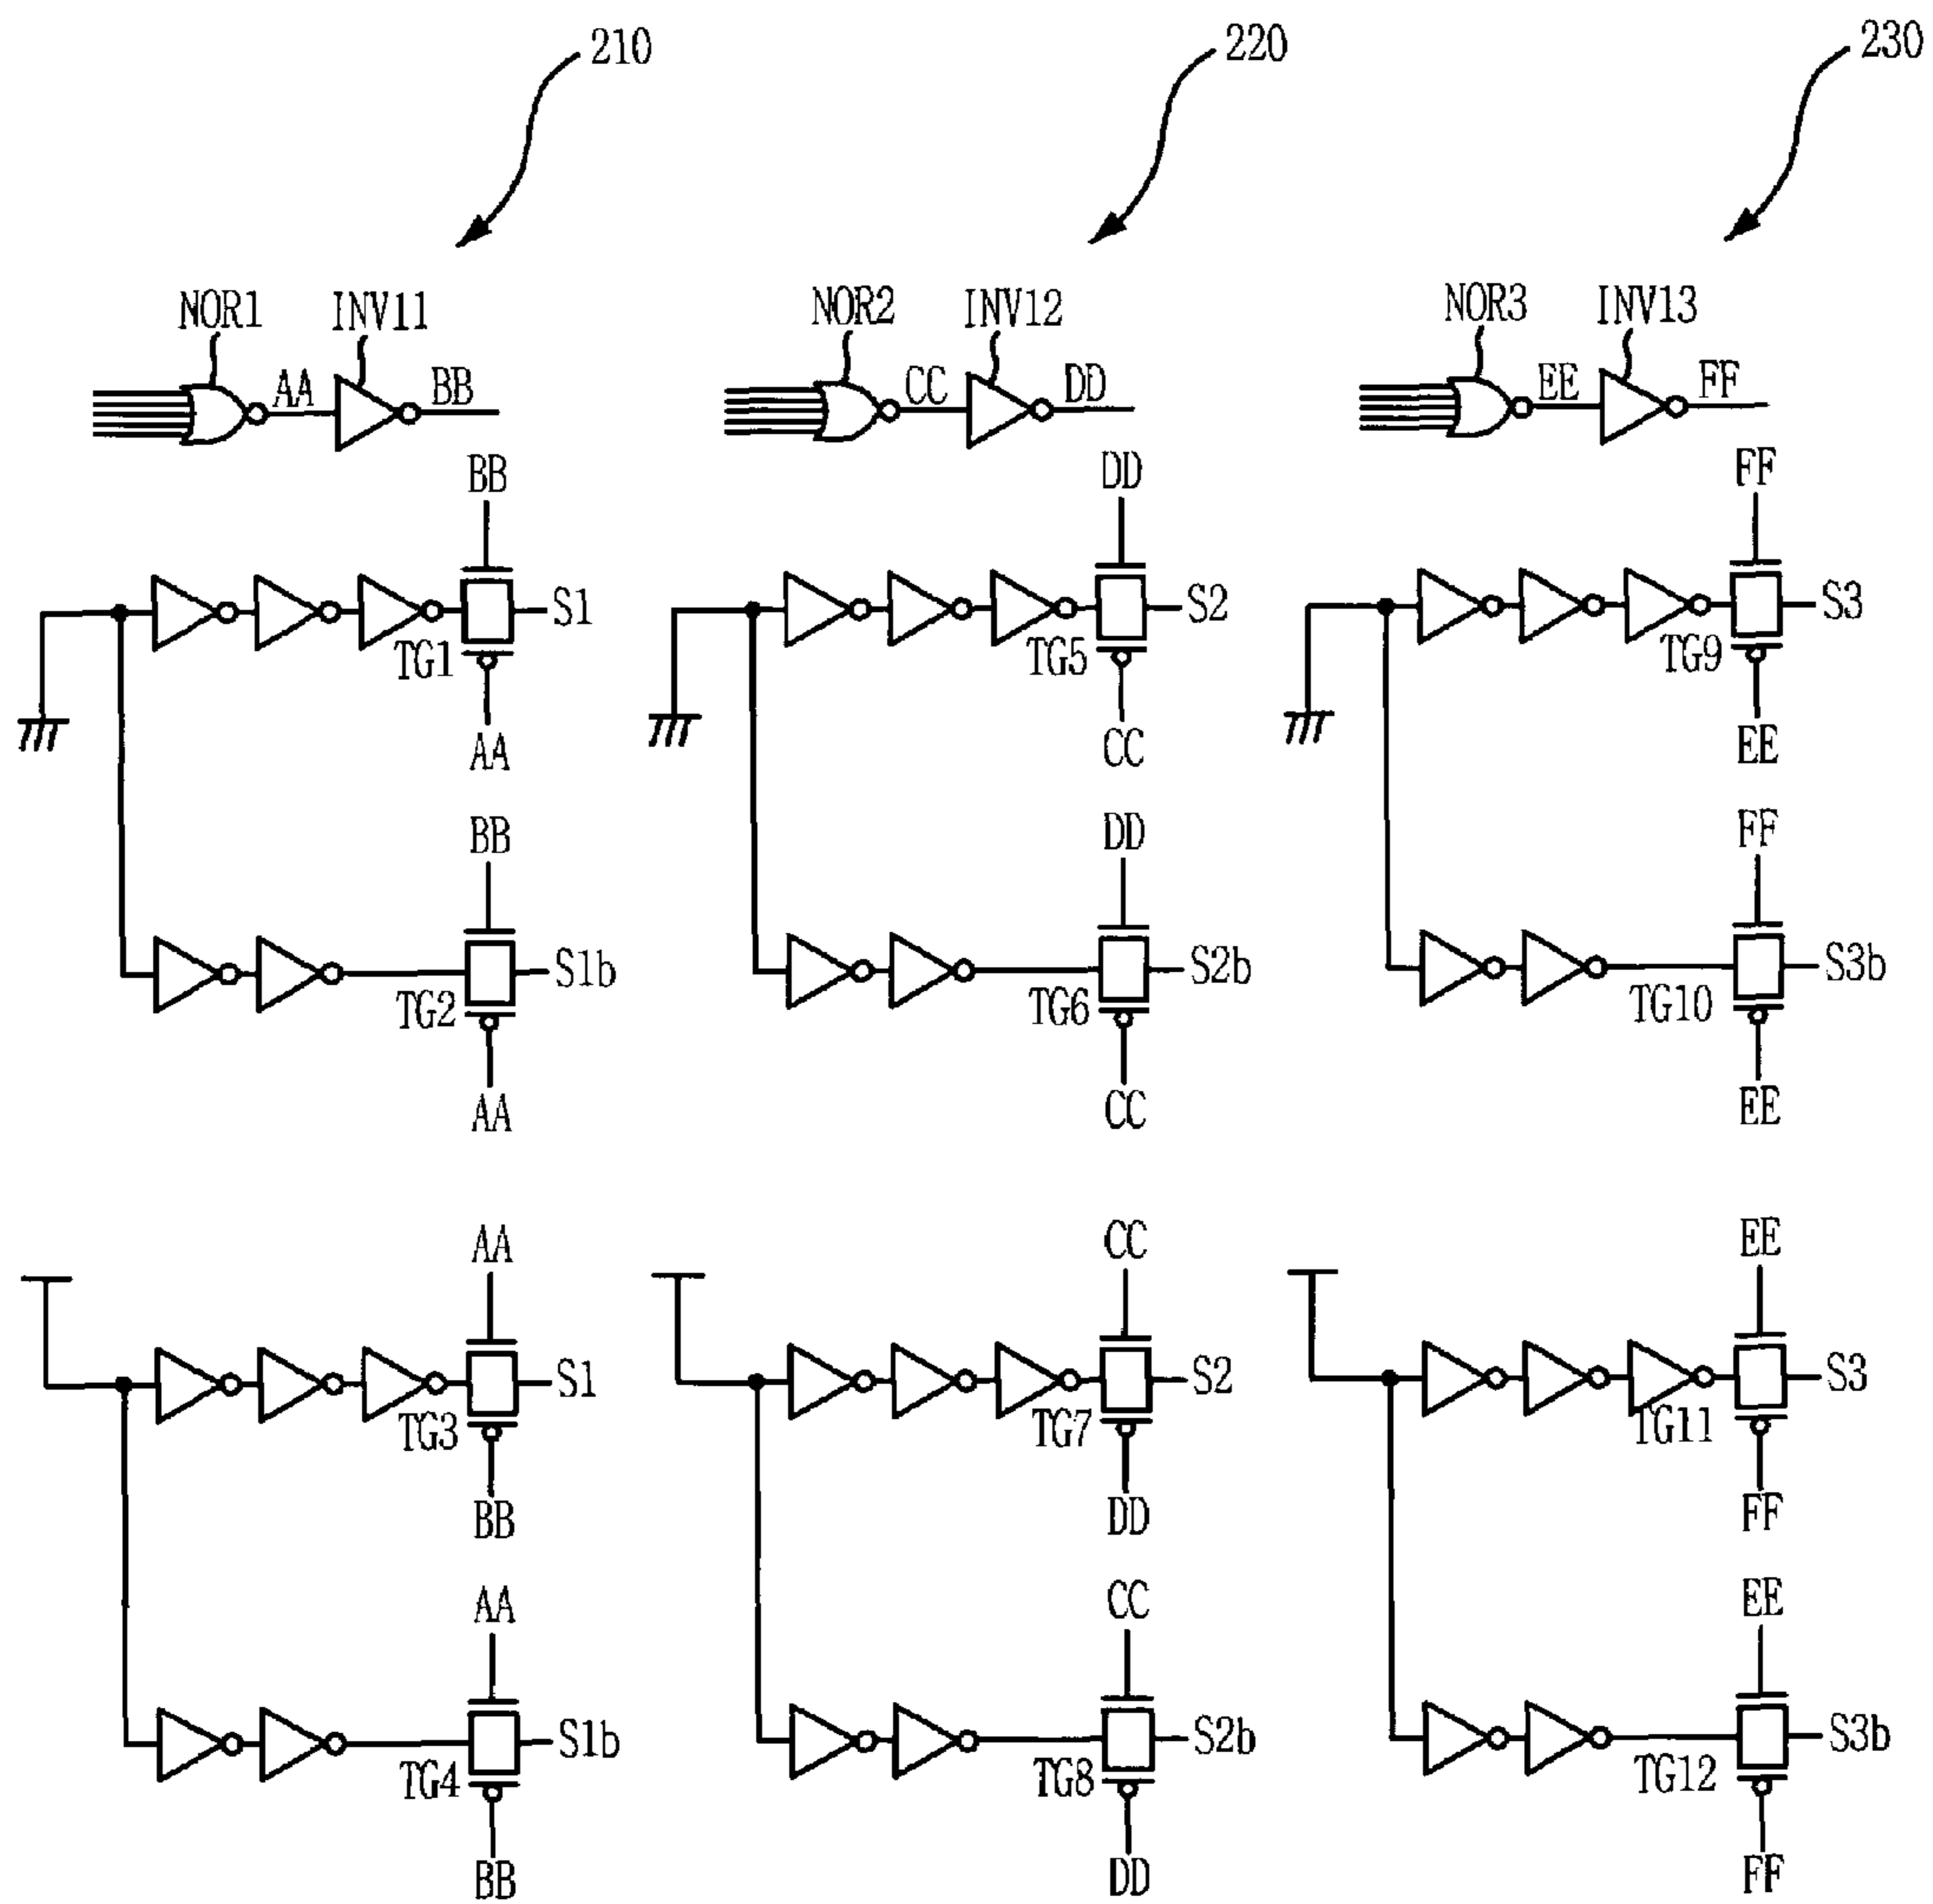 210 220 230
NOR1 INV11 NOR2 INV12 NOR3 INV13
AA BB CC DD EE FF
BB DD FF
S1 S2 S3
TG1 TG5 TG9
AA CC EE
BB DD FF
S1b S2b S3b
TG2 TG6 TG10
AA CC EE
AA CC EE
S1 S2 S3
TG3 TG7 TG11
BB DD FF
AA CC EE
S1b S2b S3b
TG4 TG8 TG12
BB DD FF